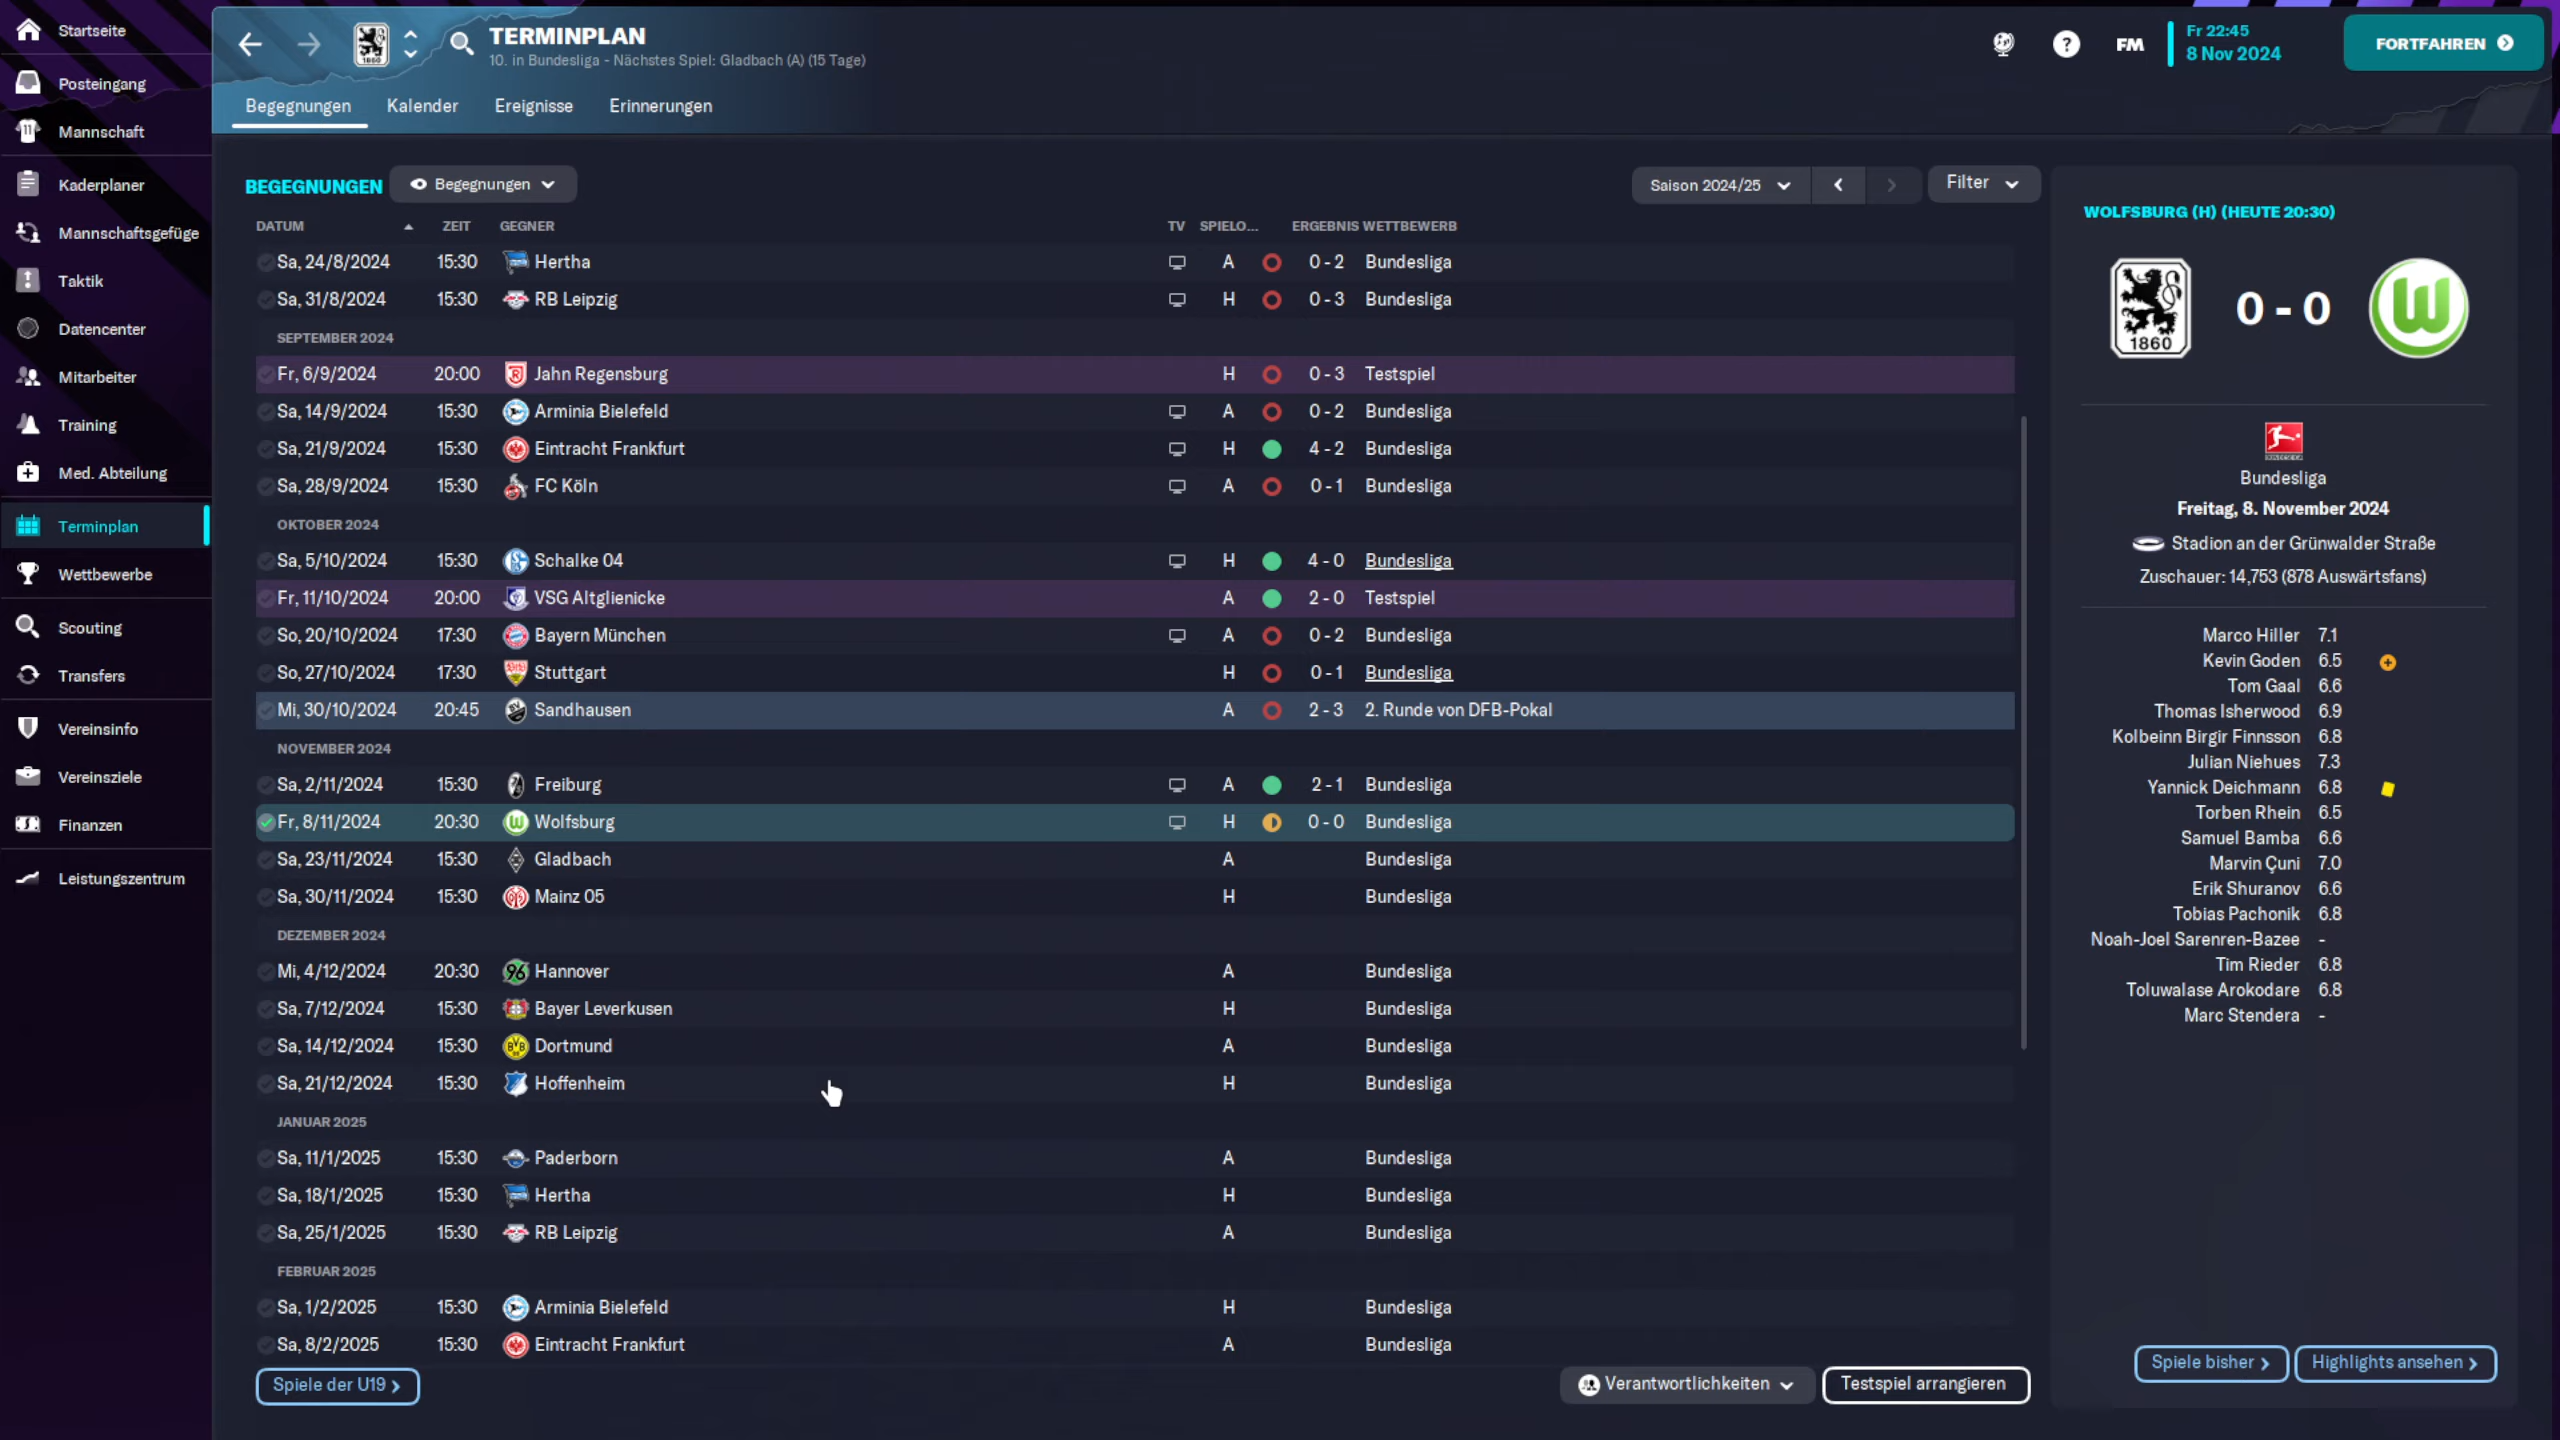 Startseite
Posteingang
Mannschaft
Kaderplaner
Mannschaftsgefüge
Taktik
Datencenter
Mitarbeiter
Training
Med. Abteilung
Terminplan
Wettbewerbe
Scouting
Transfers
Vereinsinfo
Vereinsziele
Finanzen
Leistungszentrum
TERMINPLAN
10. in Bundesliga - Nächstes Spiel: Gladbach (A) (15 Tage)
FM
Fr 22:45
8 Nov 2024
FORTFAHREN
Begegnungen Kalender Ereignisse Erinnerungen
BEGEGNUNGEN Begegnungen Saison 2024/25 Filter
DATUM ZEIT GEGNER TV SPIELO... ERGEBNIS WETTBEWERB
Sa, 24/8/2024 15:30 Hertha A 0 - 2 Bundesliga
Sa, 31/8/2024 15:30 RB Leipzig H 0 - 3 Bundesliga
SEPTEMBER 2024
Fr, 6/9/2024 20:00 Jahn Regensburg H 0 - 3 Testspiel
Sa, 14/9/2024 15:30 Arminia Bielefeld A 0 - 2 Bundesliga
Sa, 21/9/2024 15:30 Eintracht Frankfurt H 4 - 2 Bundesliga
Sa, 28/9/2024 15:30 FC Köln A 0 - 1 Bundesliga
OKTOBER 2024
Sa, 5/10/2024 15:30 Schalke 04 H 4 - 0 Bundesliga
Fr, 11/10/2024 20:00 VSG Altglienicke A 2 - 0 Testspiel
So, 20/10/2024 17:30 Bayern München A 0 - 2 Bundesliga
So, 27/10/2024 17:30 Stuttgart H 0 - 1 Bundesliga
Mi, 30/10/2024 20:45 Sandhausen A 2 - 3 2. Runde von DFB-Pokal
NOVEMBER 2024
Sa, 2/11/2024 15:30 Freiburg A 2 - 1 Bundesliga
Fr, 8/11/2024 20:30 Wolfsburg H 0 - 0 Bundesliga
Sa, 23/11/2024 15:30 Gladbach A Bundesliga
Sa, 30/11/2024 15:30 Mainz 05 H Bundesliga
DEZEMBER 2024
Mi, 4/12/2024 20:30 Hannover A Bundesliga
Sa, 7/12/2024 15:30 Bayer Leverkusen H Bundesliga
Sa, 14/12/2024 15:30 Dortmund A Bundesliga
Sa, 21/12/2024 15:30 Hoffenheim H Bundesliga
JANUAR 2025
Sa, 11/1/2025 15:30 Paderborn A Bundesliga
Sa, 18/1/2025 15:30 Hertha H Bundesliga
Sa, 25/1/2025 15:30 RB Leipzig A Bundesliga
FEBRUAR 2025
Sa, 1/2/2025 15:30 Arminia Bielefeld H Bundesliga
Sa, 8/2/2025 15:30 Eintracht Frankfurt A Bundesliga
Spiele der U19
Verantwortlichkeiten
Testspiel arrangieren
WOLFSBURG (H) (HEUTE 20:30)
1860
0 - 0
Bundesliga
Freitag, 8. November 2024
Stadion an der Grünwalder Straße
Zuschauer: 14,753 (878 Auswärtsfans)
Marco Hiller 7.1
Kevin Goden 6.5
Tom Gaal 6.6
Thomas Isherwood 6.9
Kolbeinn Birgir Finnsson 6.8
Julian Niehues 7.3
Yannick Deichmann 6.8
Torben Rhein 6.5
Samuel Bamba 6.6
Marvin Çuni 7.0
Erik Shuranov 6.6
Tobias Pachonik 6.8
Noah-Joel Sarenren-Bazee -
Tim Rieder 6.8
Toluwalase Arokodare 6.8
Marc Stendera -
Spiele bisher
Highlights ansehen